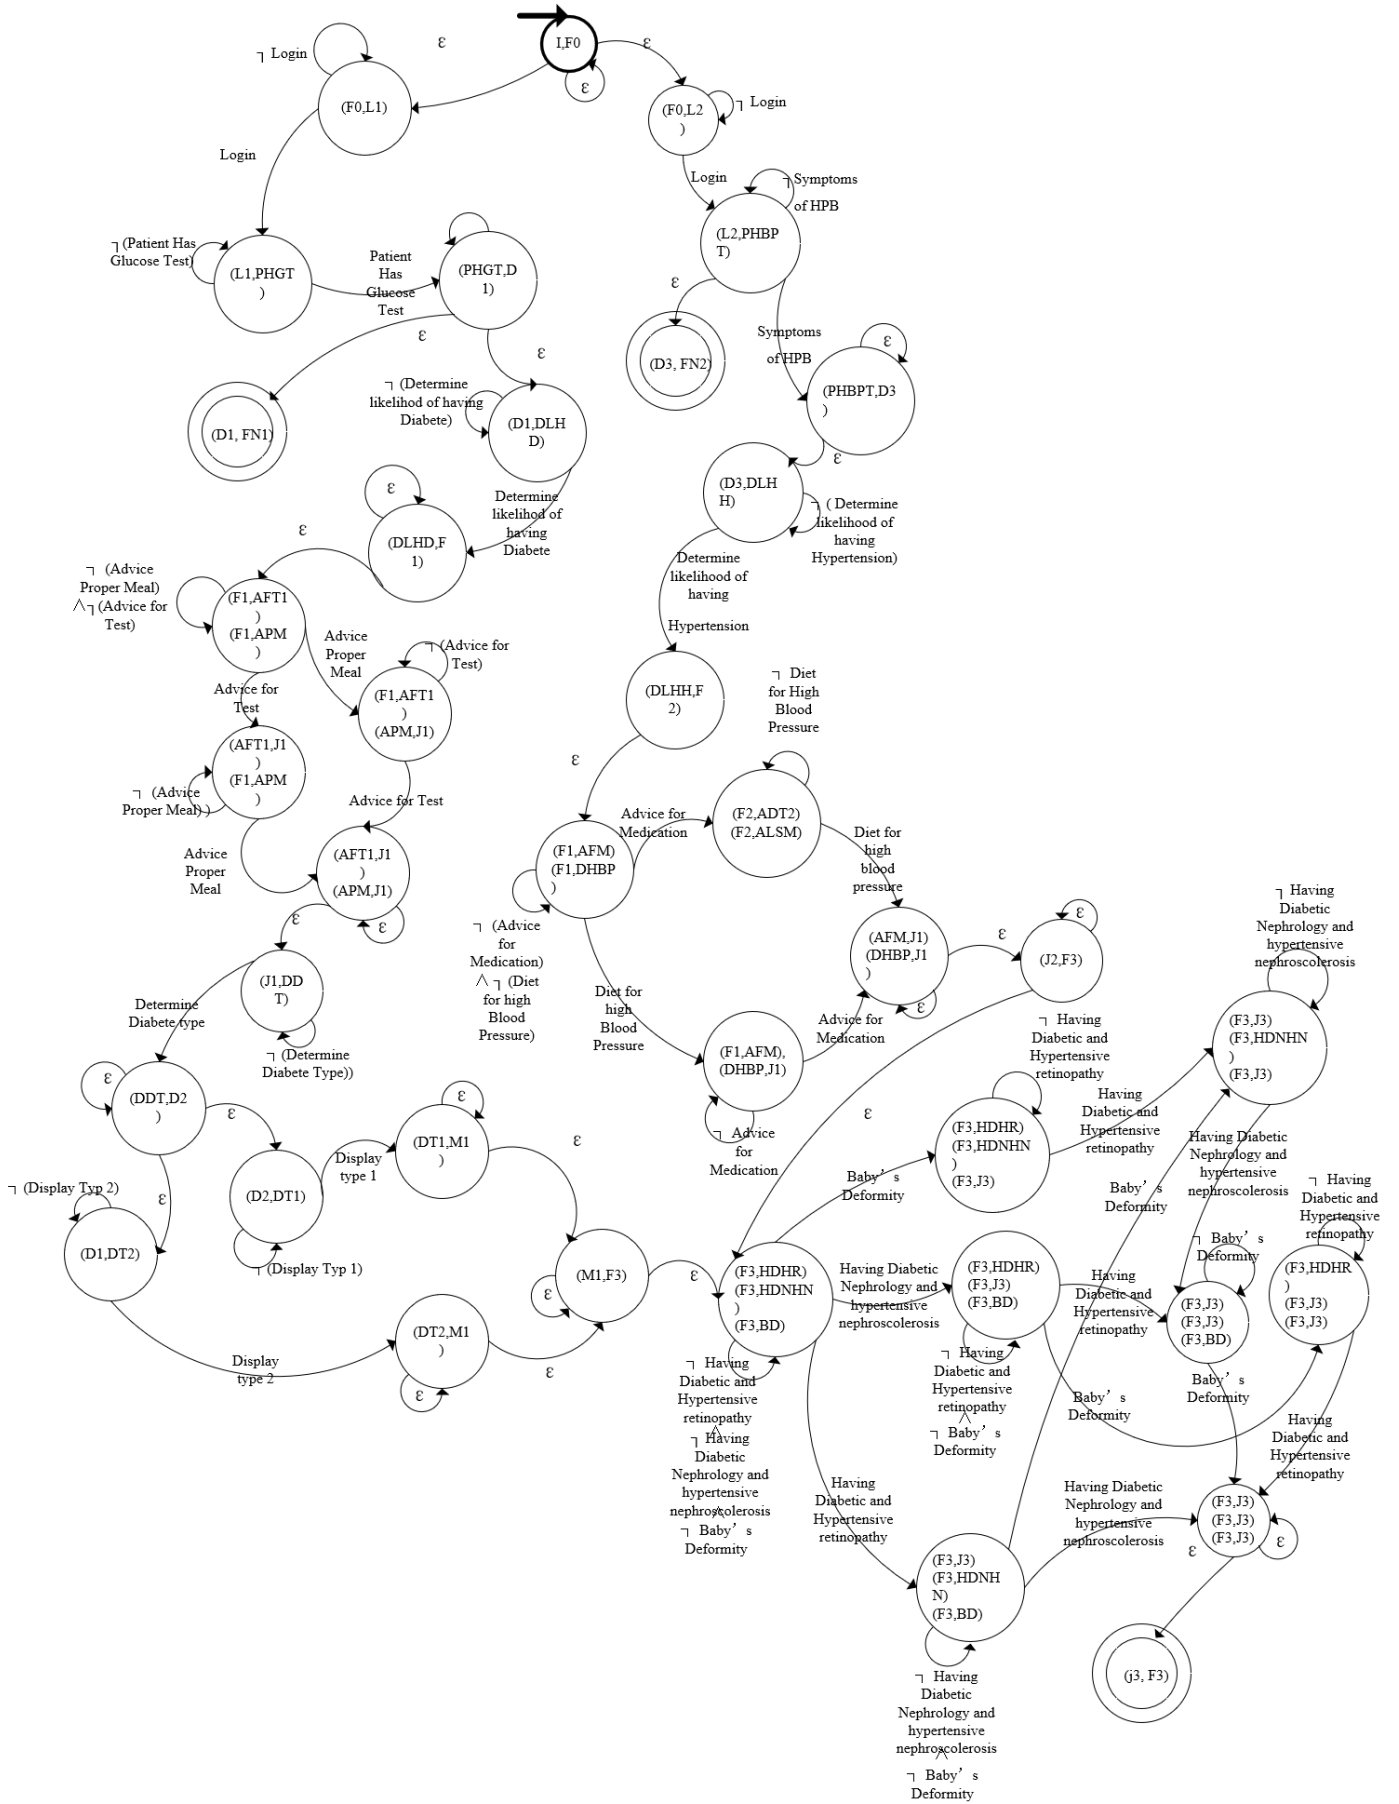 I,F0
ε
ε
ε
┐ Login
(F0,L1)
(F0,L2
)
┐ Login
Login
Login
┐Symptoms
of HPB
(L2,PHBP
T)
┐(Patient Has
Glucose Test)
(L1,PHGT
)
Patient
Has
Glucose
Test
(PHGT,D
1)
ε
ε
ε
Symptoms
of HPB
(D3, FN2)
ε
(PHBPT,D3
)
(D1, FN1)
┐ (Determine
likelihod of having
Diabete)
(D1,DLH
D)
ε
(D3,DLH
H)
┐ ( Determine
likelihood of
having
Hypertension)
ε
Determine
likelihod of
having
Diabete
(DLHD,F
1)
ε
Determine
likelihood of
having
Hypertension
┐ (Advice
Proper Meal)
∧┐(Advice for
Test)
(F1,AFT1
)
(F1,APM
)
Advice
Proper
Meal
┐(Advice for
Test)
(F1,AFT1
)
(APM,J1)
Advice for
Test
(DLHH,F
2)
┐ Diet
for High
Blood
Pressure
(AFT1,J1
)
(F1,APM
)
┐ (Advice
Proper Meal) )
Advice for Test
ε
Advice
Proper
Meal
(AFT1,J1
)
(APM,J1)
ε
ε
(F1,AFM)
(F1,DHBP
)
Advice for
Medication
(F2,ADT2)
(F2,ALSM)
Diet for
high
blood
pressure
┐ (Advice
for
Medication)
∧ ┐ (Diet
for high
Blood
Pressure)
Diet for
high
Blood
Pressure
(AFM,J1)
(DHBP,J1
)
ε
ε
(J2,F3)
ε
┐ Having
Diabetic
Nephrology and
hypertensive
nephroscolerosis
(J1,DD
T)
Determine
Diabete type
┐ (Determine
Diabete Type))
(F1,AFM),
(DHBP,J1)
Advice for
Medication
┐ Advice
for
Medication
┐ Having
Diabetic and
Hypertensive
retinopathy
(F3,J3)
(F3,HDNHN
)
(F3,J3)
ε
(DDT,D2
)
ε
ε
(DT1,M1
)
ε
ε
ε
Display
type 1
(D2,DT1)
┐ (Display Typ 1)
┐ (Display Typ 2)
ε
(D1,DT2)
Display
type 2
(DT2,M1
)
ε
ε
(M1,F3)
ε
ε
(F3,HDHR)
(F3,HDNHN
)
(F3,J3)
Baby’s
Deformity
Having
Diabetic and
Hypertensive
retinopathy
Having Diabetic
Nephrology and
hypertensive
nephroscolerosis
Baby’s
Deformity
┐ Having
Diabetic and
Hypertensive
retinopathy
(F3,HDHR)
(F3,HDNHN
)
(F3,BD)
Having Diabetic
Nephrology and
hypertensive
nephroscolerosis
(F3,HDHR)
(F3,J3)
(F3,BD)
Having
Diabetic and
Hypertensive
retinopathy
┐ Baby’s
Deformity
(F3,J3)
(F3,J3)
(F3,BD)
(F3,HDHR
)
(F3,J3)
(F3,J3)
┐ Having
Diabetic and
Hypertensive
retinopathy
∧
┐ Having
Diabetic
Nephrology and
hypertensive
nephroscolerosis
∧
┐ Baby’s
Deformity
┐ Having
Diabetic and
Hypertensive
retinopathy
∧
┐ Baby’s
Deformity
Baby’s
Deformity
Baby’s
Deformity
Having
Diabetic and
Hypertensive
retinopathy
Having
Diabetic and
Hypertensive
retinopathy
Having Diabetic
Nephrology and
hypertensive
nephroscolerosis
(F3,J3)
(F3,J3)
(F3,J3)
ε
ε
(F3,J3)
(F3,HDNH
N)
(F3,BD)
┐ Having
Diabetic
Nephrology and
hypertensive
nephroscolerosis
∧
┐ Baby’s
Deformity
(j3, F3)